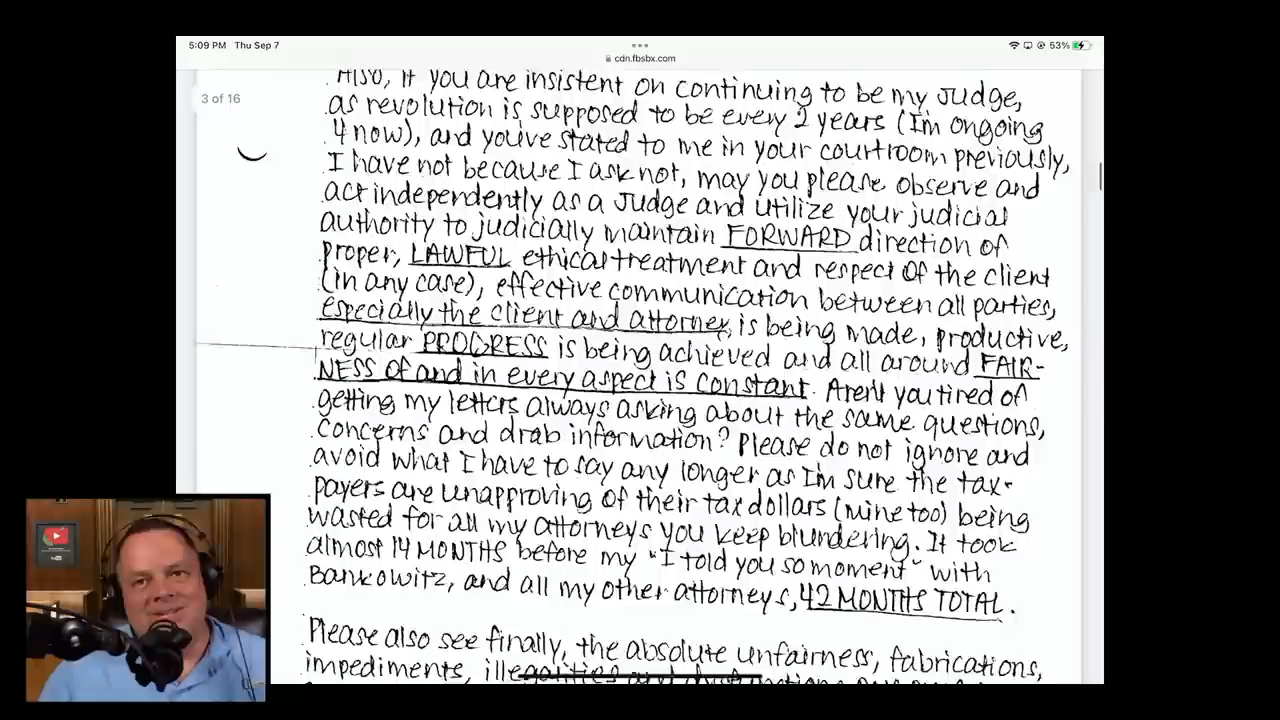 5:09 PM Thu Sep 7
53%
cdn.fbsbx.com
3 of 16
Also, if you are insistent on continuing to be my Judge,
as revolution is supposed to be every 2 years (I'm ongoing
4 now), and you've stated to me in your courtroom previously,
I have not because I ask not, may you please observe and
act independently as a Judge and utilize your judicial
authority to judicially maintain FORWARD direction of
proper, LAWFUL ethical treatment and respect of the client
(in any case), effective communication between all parties,
especially the client and attorney, is being made, productive,
regular PROGRESS is being achieved and all around FAIR-
NESS of and in every aspect is constant. Aren't you tired of
getting my letters always asking about the same questions,
concerns and drab information? Please do not ignore and
avoid what I have to say any longer as I'm sure the tax-
payers are unapproving of their tax dollars (mine too) being
wasted for all my attorneys you keep blundering. It took
almost 14 MONTHS before my "I told you so moment" with
Bankowitz, and all my other attorneys, 42 MONTHS TOTAL.
Please also see finally, the absolute unfairness, fabrications,
impediments, illegalities and